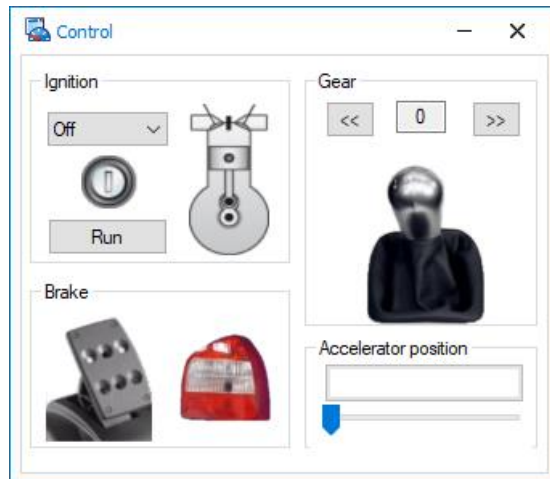 Control
Ignition
Off
Run
Gear
<< 0 >>
Brake
Accelerator position